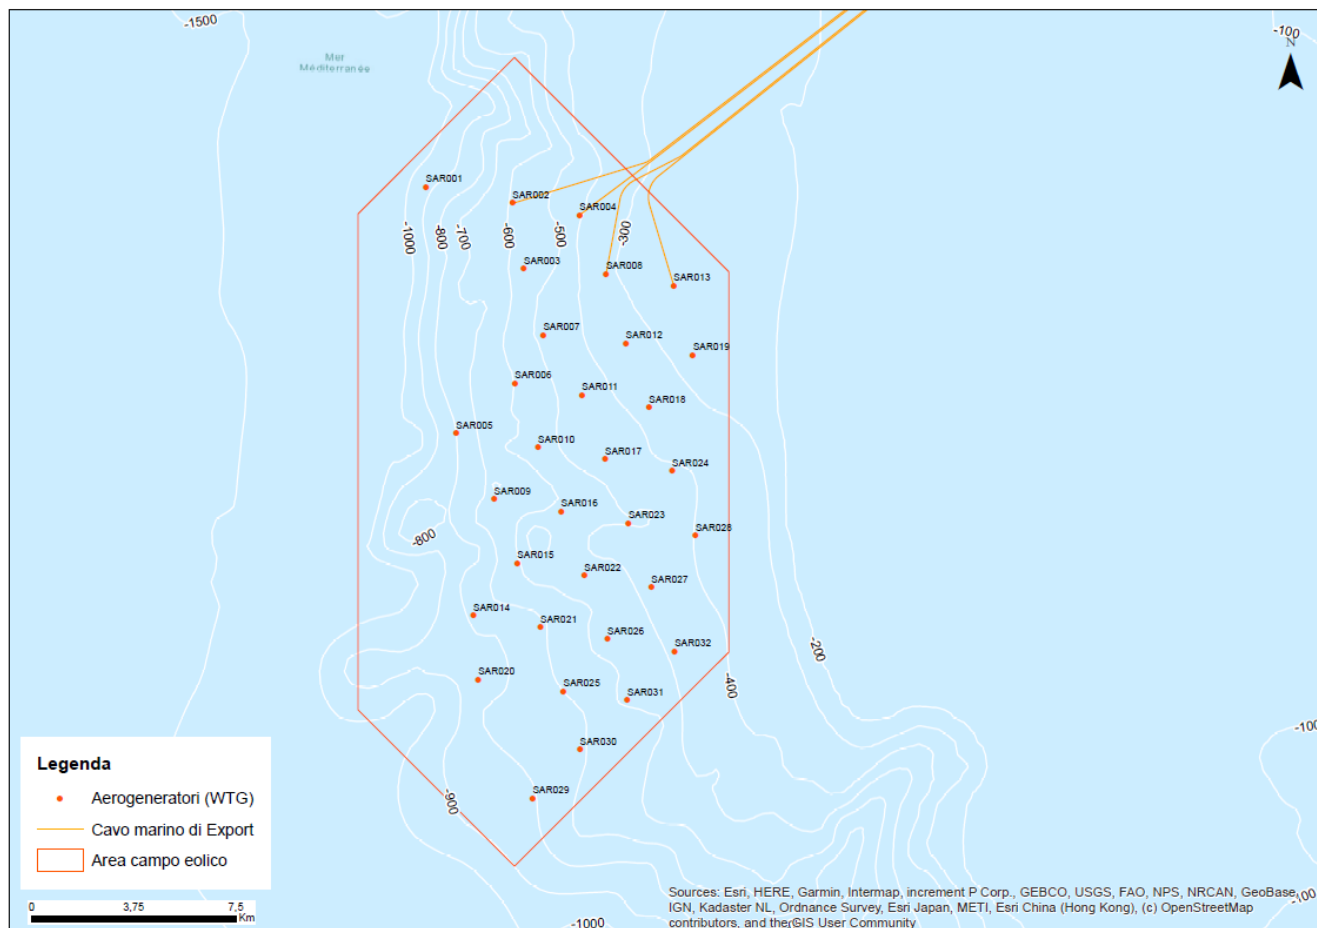 -1500
-100
N
Mer
Méditerranée
SAR001
SAR002
SAR004
-1000
-800
-700
-600
-500
-300
SAR003
SAR008
SAR013
SAR007
SAR012
SAR019
SAR006
SAR011
SAR018
SAR005
SAR010
SAR017
SAR024
SAR009
SAR016
SAR023
SAR028
-800
SAR015
SAR022
SAR027
SAR014
SAR021
SAR026
SAR032
-200
SAR020
SAR025
SAR031
-400
-100
SAR030
SAR029
-900
Legenda
Aerogeneratori (WTG)
Cavo marino di Export
Area campo eolico
0 3,75 7,5
Km
-1000
-100
Sources: Esri, HERE, Garmin, Intermap, increment P Corp., GEBCO, USGS, FAO, NPS, NRCAN, GeoBase,
IGN, Kadaster NL, Ordnance Survey, Esri Japan, METI, Esri China (Hong Kong), (c) OpenStreetMap
contributors, and the GIS User Community